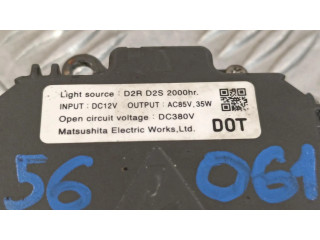 Light source : D2R D2S 2000hr.
INPUT : DC12V OUTPUT : AC85V, 35W
Open circuit voltage : DC380V
Matsushita Electric Works,Ltd. DOT
56 OG1